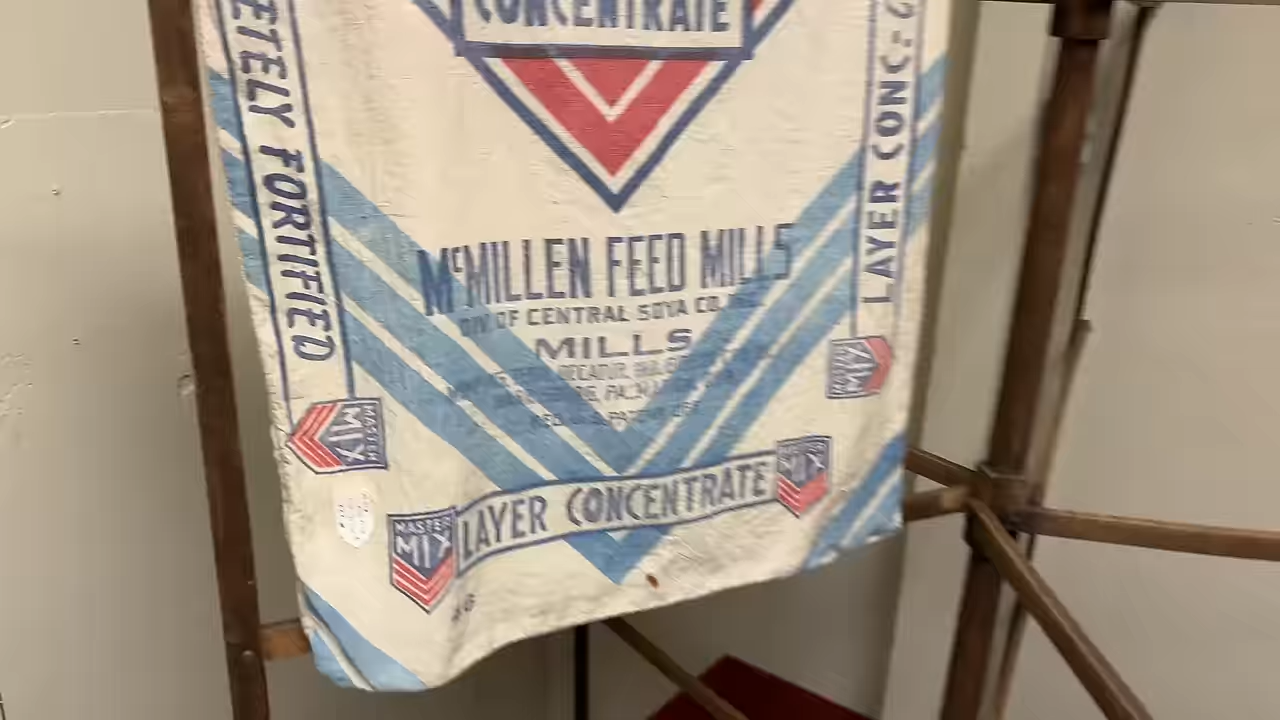 CONCENTRATE
ETELY FORTIFIED
LAYER CONC
McMILLEN FEED MILLS
DIV OF CENTRAL SOYA CO
MILLS
DECATUR,
MASTER
MIX
MASTER
MIX
MASTER
MIX
LAYER CONCENTRATE
MASTER
MIX